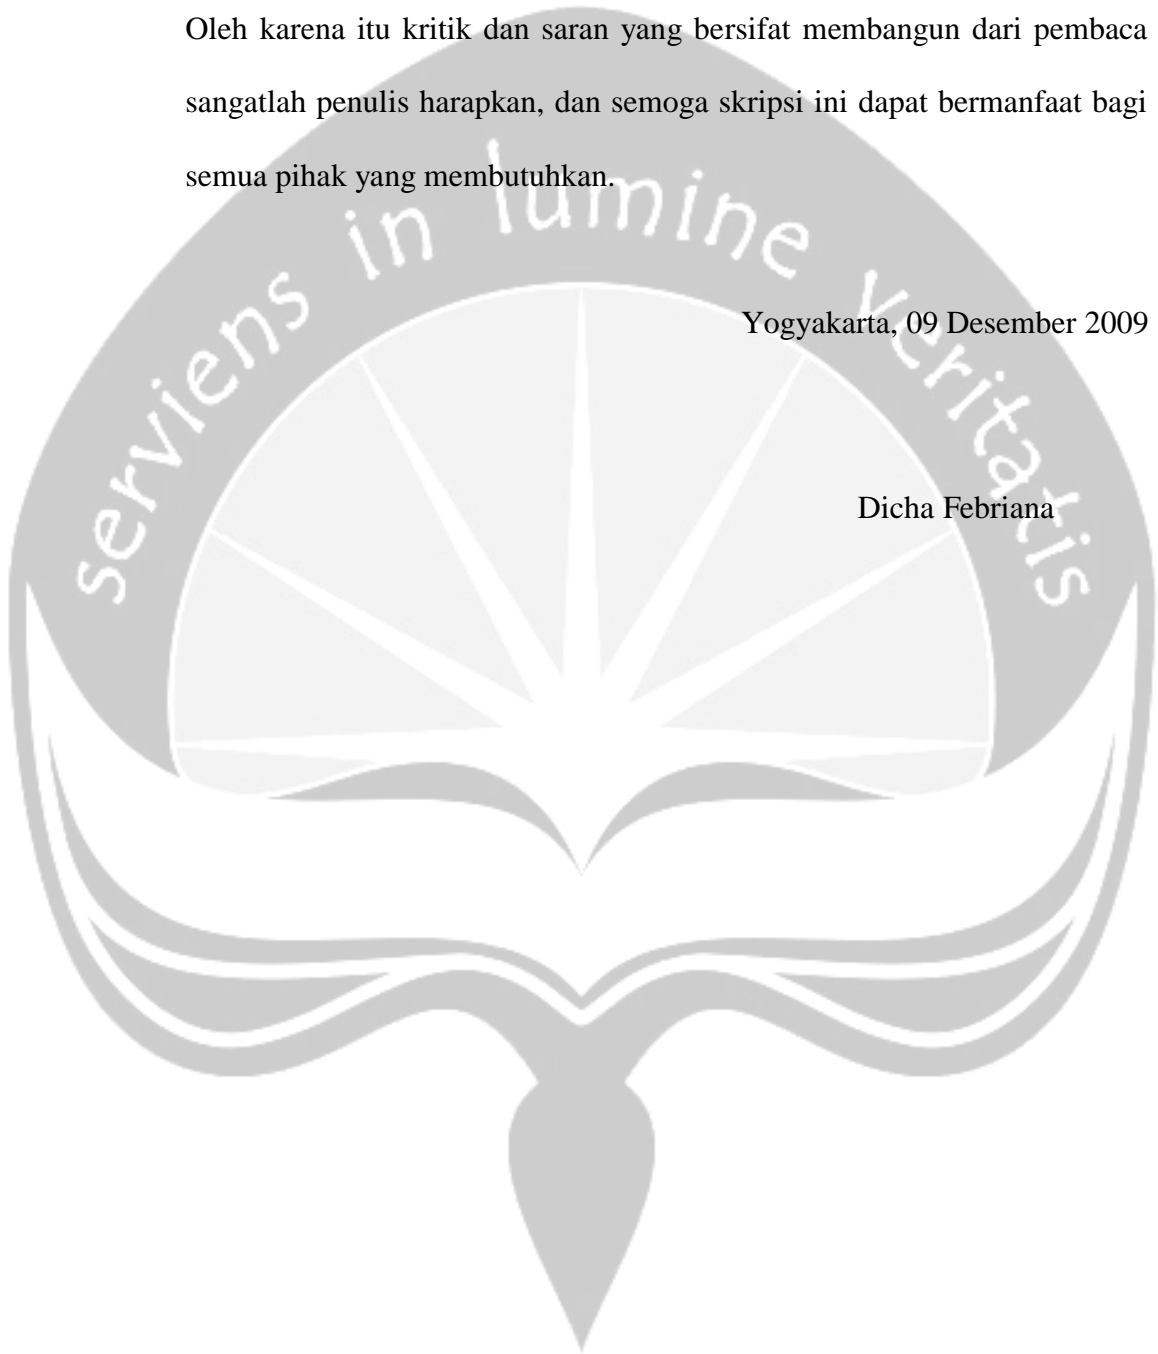 Oleh karena itu kritik dan saran yang bersifat membangun dari pembaca
sangatlah penulis harapkan, dan semoga skripsi ini dapat bermanfaat bagi
semua pihak yang membutuhkan.
serviens in lumine veritatis
Yogyakarta, 09 Desember 2009
Dicha Febriana